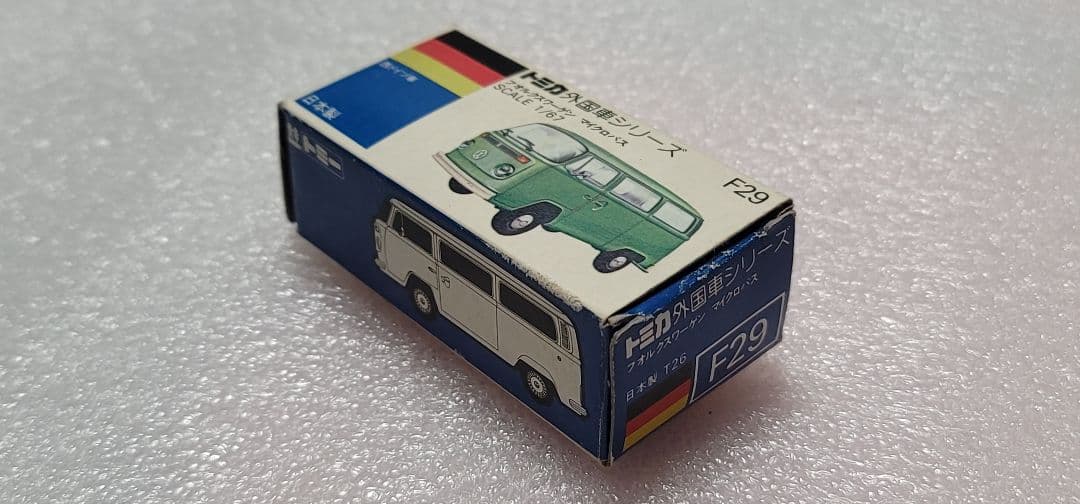 西ドイツ車
日本製
トミカ 外国車シリーズ
フオルクスワーゲン マイクロバス
SCALE 1/67
F29
トミー
トミカ 外国車シリーズ
フオルクスワーゲン マイクロバス
日本製 T26
F29